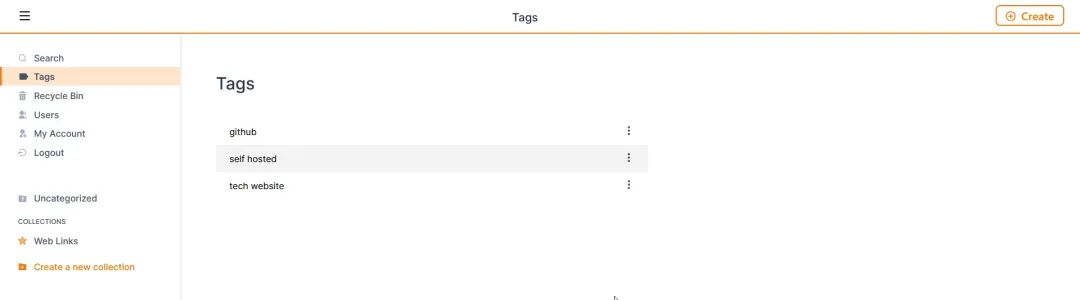 Tags
Create
Search
Tags
Recycle Bin
Users
My Account
Logout
Uncategorized
COLLECTIONS
Web Links
Create a new collection
Tags
github
self hosted
tech website